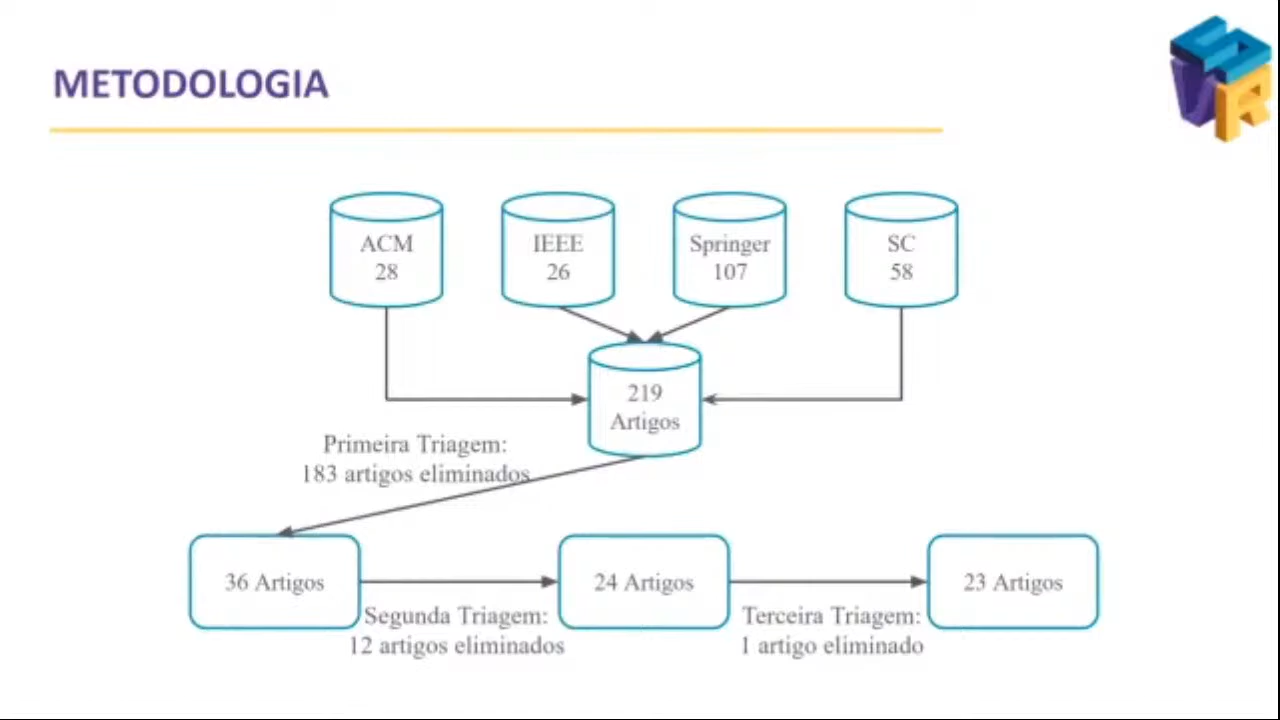 METODOLOGIA
SVR
ACM
28
IEEE
26
Springer
107
SC
58
219
Artigos
Primeira Triagem:
183 artigos eliminados
36 Artigos
24 Artigos
23 Artigos
Segunda Triagem:
12 artigos eliminados
Terceira Triagem:
1 artigo eliminado